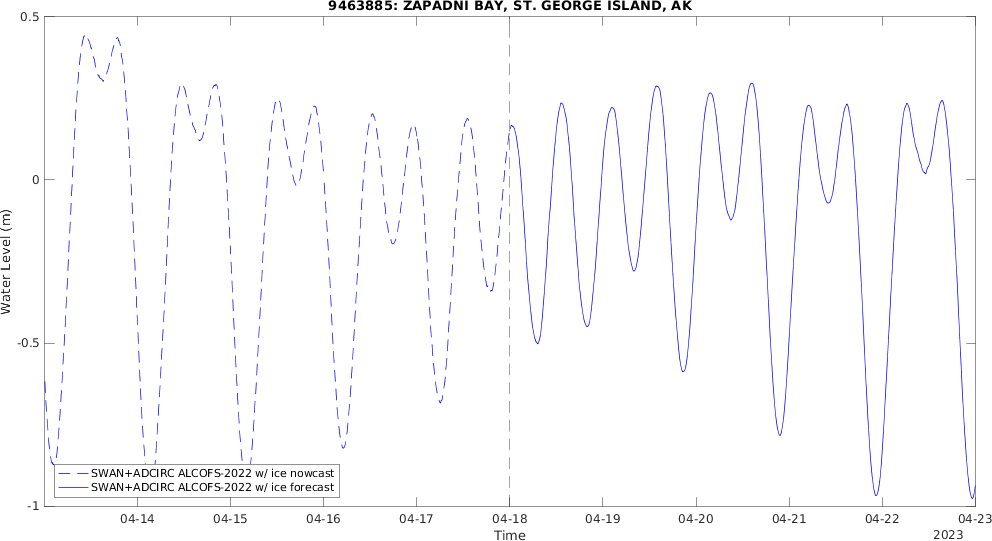 9463885: ZAPADNI BAY, ST. GEORGE ISLAND, AK
0.5
0
-0.5
-1
Water Level (m)
SWAN+ADCIRC ALCOFS-2022 w/ ice nowcast
SWAN+ADCIRC ALCOFS-2022 w/ ice forecast
04-14 04-15 04-16 04-17 04-18 04-19 04-20 04-21 04-22 04-23
Time
2023